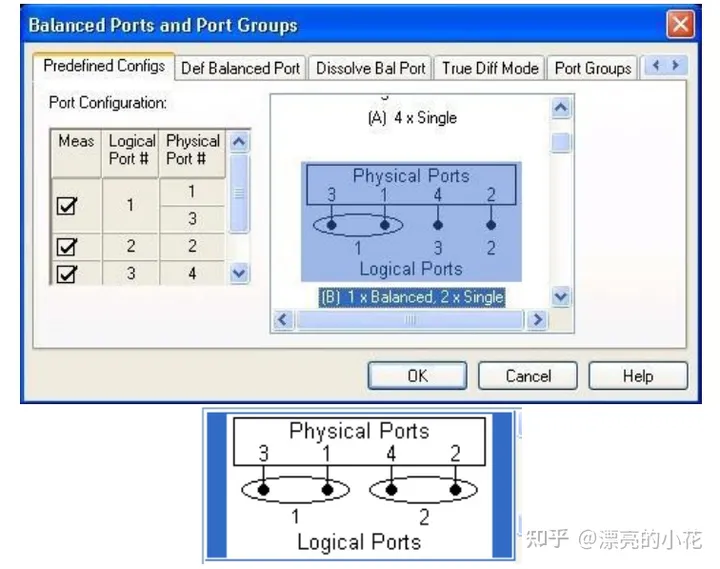 Balanced Ports and Port Groups
Predefined Configs
Def Balanced Port
Dissolve Bal Port
True Diff Mode
Port Groups
Port Configuration:
Meas Logical Port # Physical Port #
1 1
3
2 2
3 4
(A) 4 x Single
Physical Ports
3 1 4 2
1 3 2
Logical Ports
(B) 1 x Balanced, 2 x Single
OK Cancel Help
Physical Ports
3 1 4 2
1 2
Logical Ports
知乎 @漂亮的小花